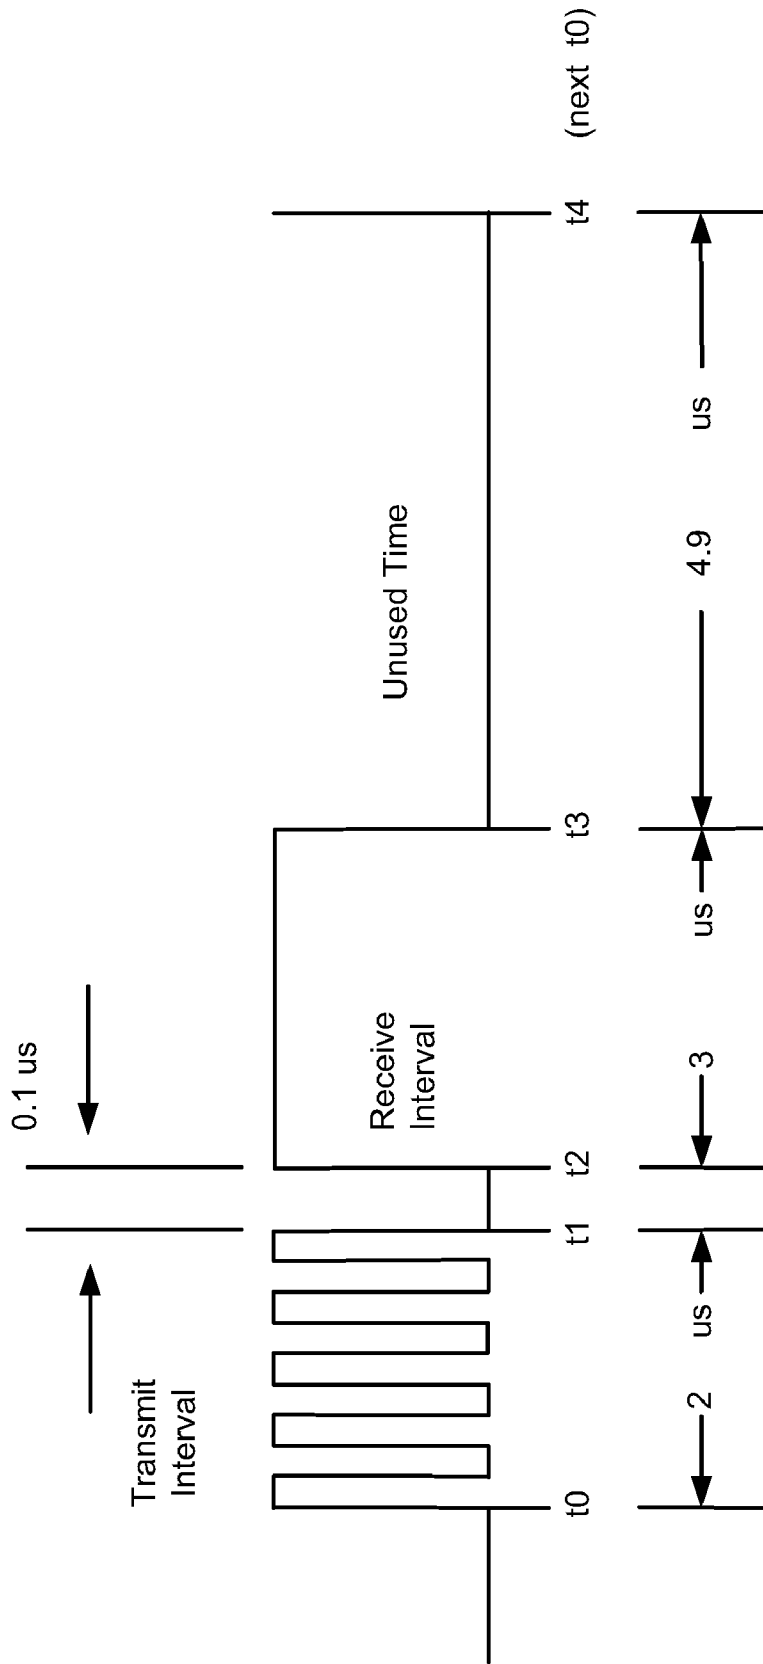 0.1 us
Transmit
Interval
Receive
Interval
Unused Time
t0
t1
t2
t3
t4
(next t0)
2 us
3 us
4.9 us